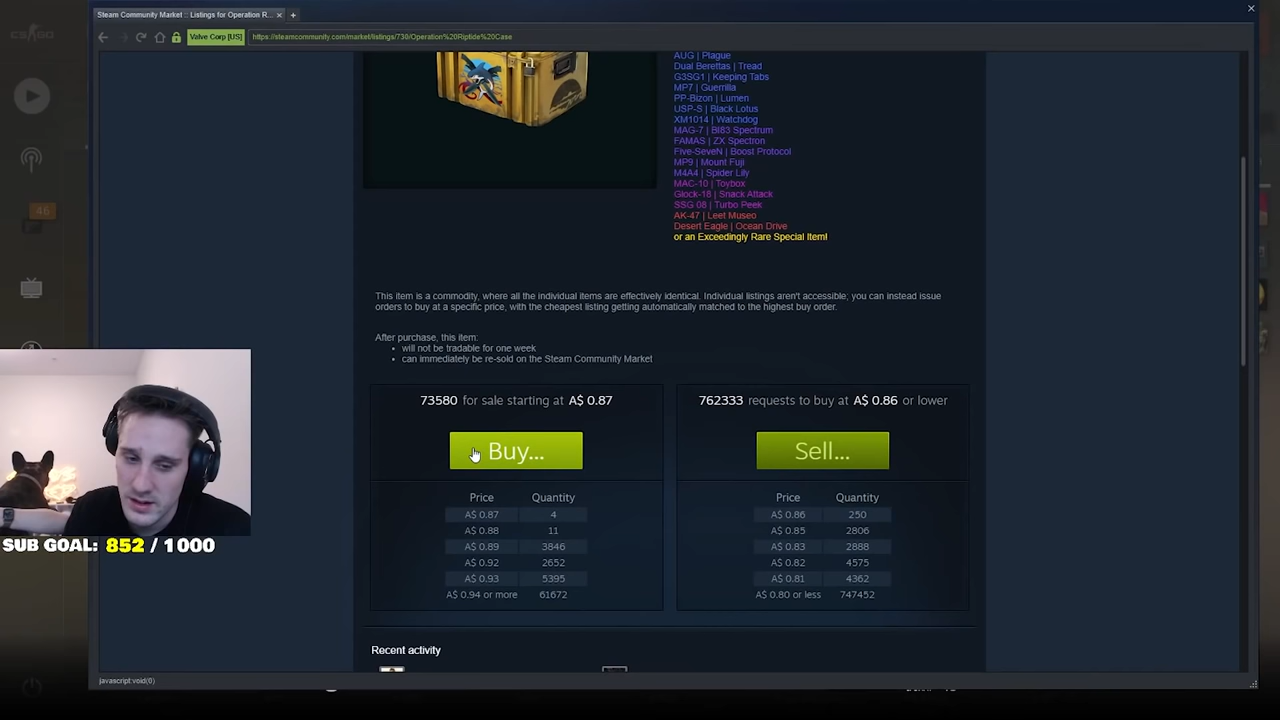 Steam Community Market :: Listings for Operation R...
Valve Corp [US]
https://steamcommunity.com/market/listings/730/Operation%20Riptide%20Case
CS:GO
46
AUG | Plague
Dual Berettas | Tread
G3SG1 | Keeping Tabs
MP7 | Guerrilla
PP-Bizon | Lumen
USP-S | Black Lotus
XM1014 | Watchdog
MAG-7 | BI83 Spectrum
FAMAS | ZX Spectron
Five-SeveN | Boost Protocol
MP9 | Mount Fuji
M4A4 | Spider Lily
MAC-10 | Toybox
Glock-18 | Snack Attack
SSG 08 | Turbo Peek
AK-47 | Leet Museo
Desert Eagle | Ocean Drive
or an Exceedingly Rare Special Item!
This item is a commodity, where all the individual items are effectively identical. Individual listings aren't accessible; you can instead issue
orders to buy at a specific price, with the cheapest listing getting automatically matched to the highest buy order.
After purchase, this item:
will not be tradable for one week
can immediately be re-sold on the Steam Community Market
73580 for sale starting at A$ 0.87
Buy...
Price Quantity
A$ 0.87 4
A$ 0.88 11
A$ 0.89 3846
A$ 0.92 2652
A$ 0.93 5395
A$ 0.94 or more 61672
762333 requests to buy at A$ 0.86 or lower
Sell...
Price Quantity
A$ 0.86 250
A$ 0.85 2806
A$ 0.83 2888
A$ 0.82 4575
A$ 0.81 4362
A$ 0.80 or less 747452
SUB GOAL: 852 / 1000
Recent activity
javascript:void(0)